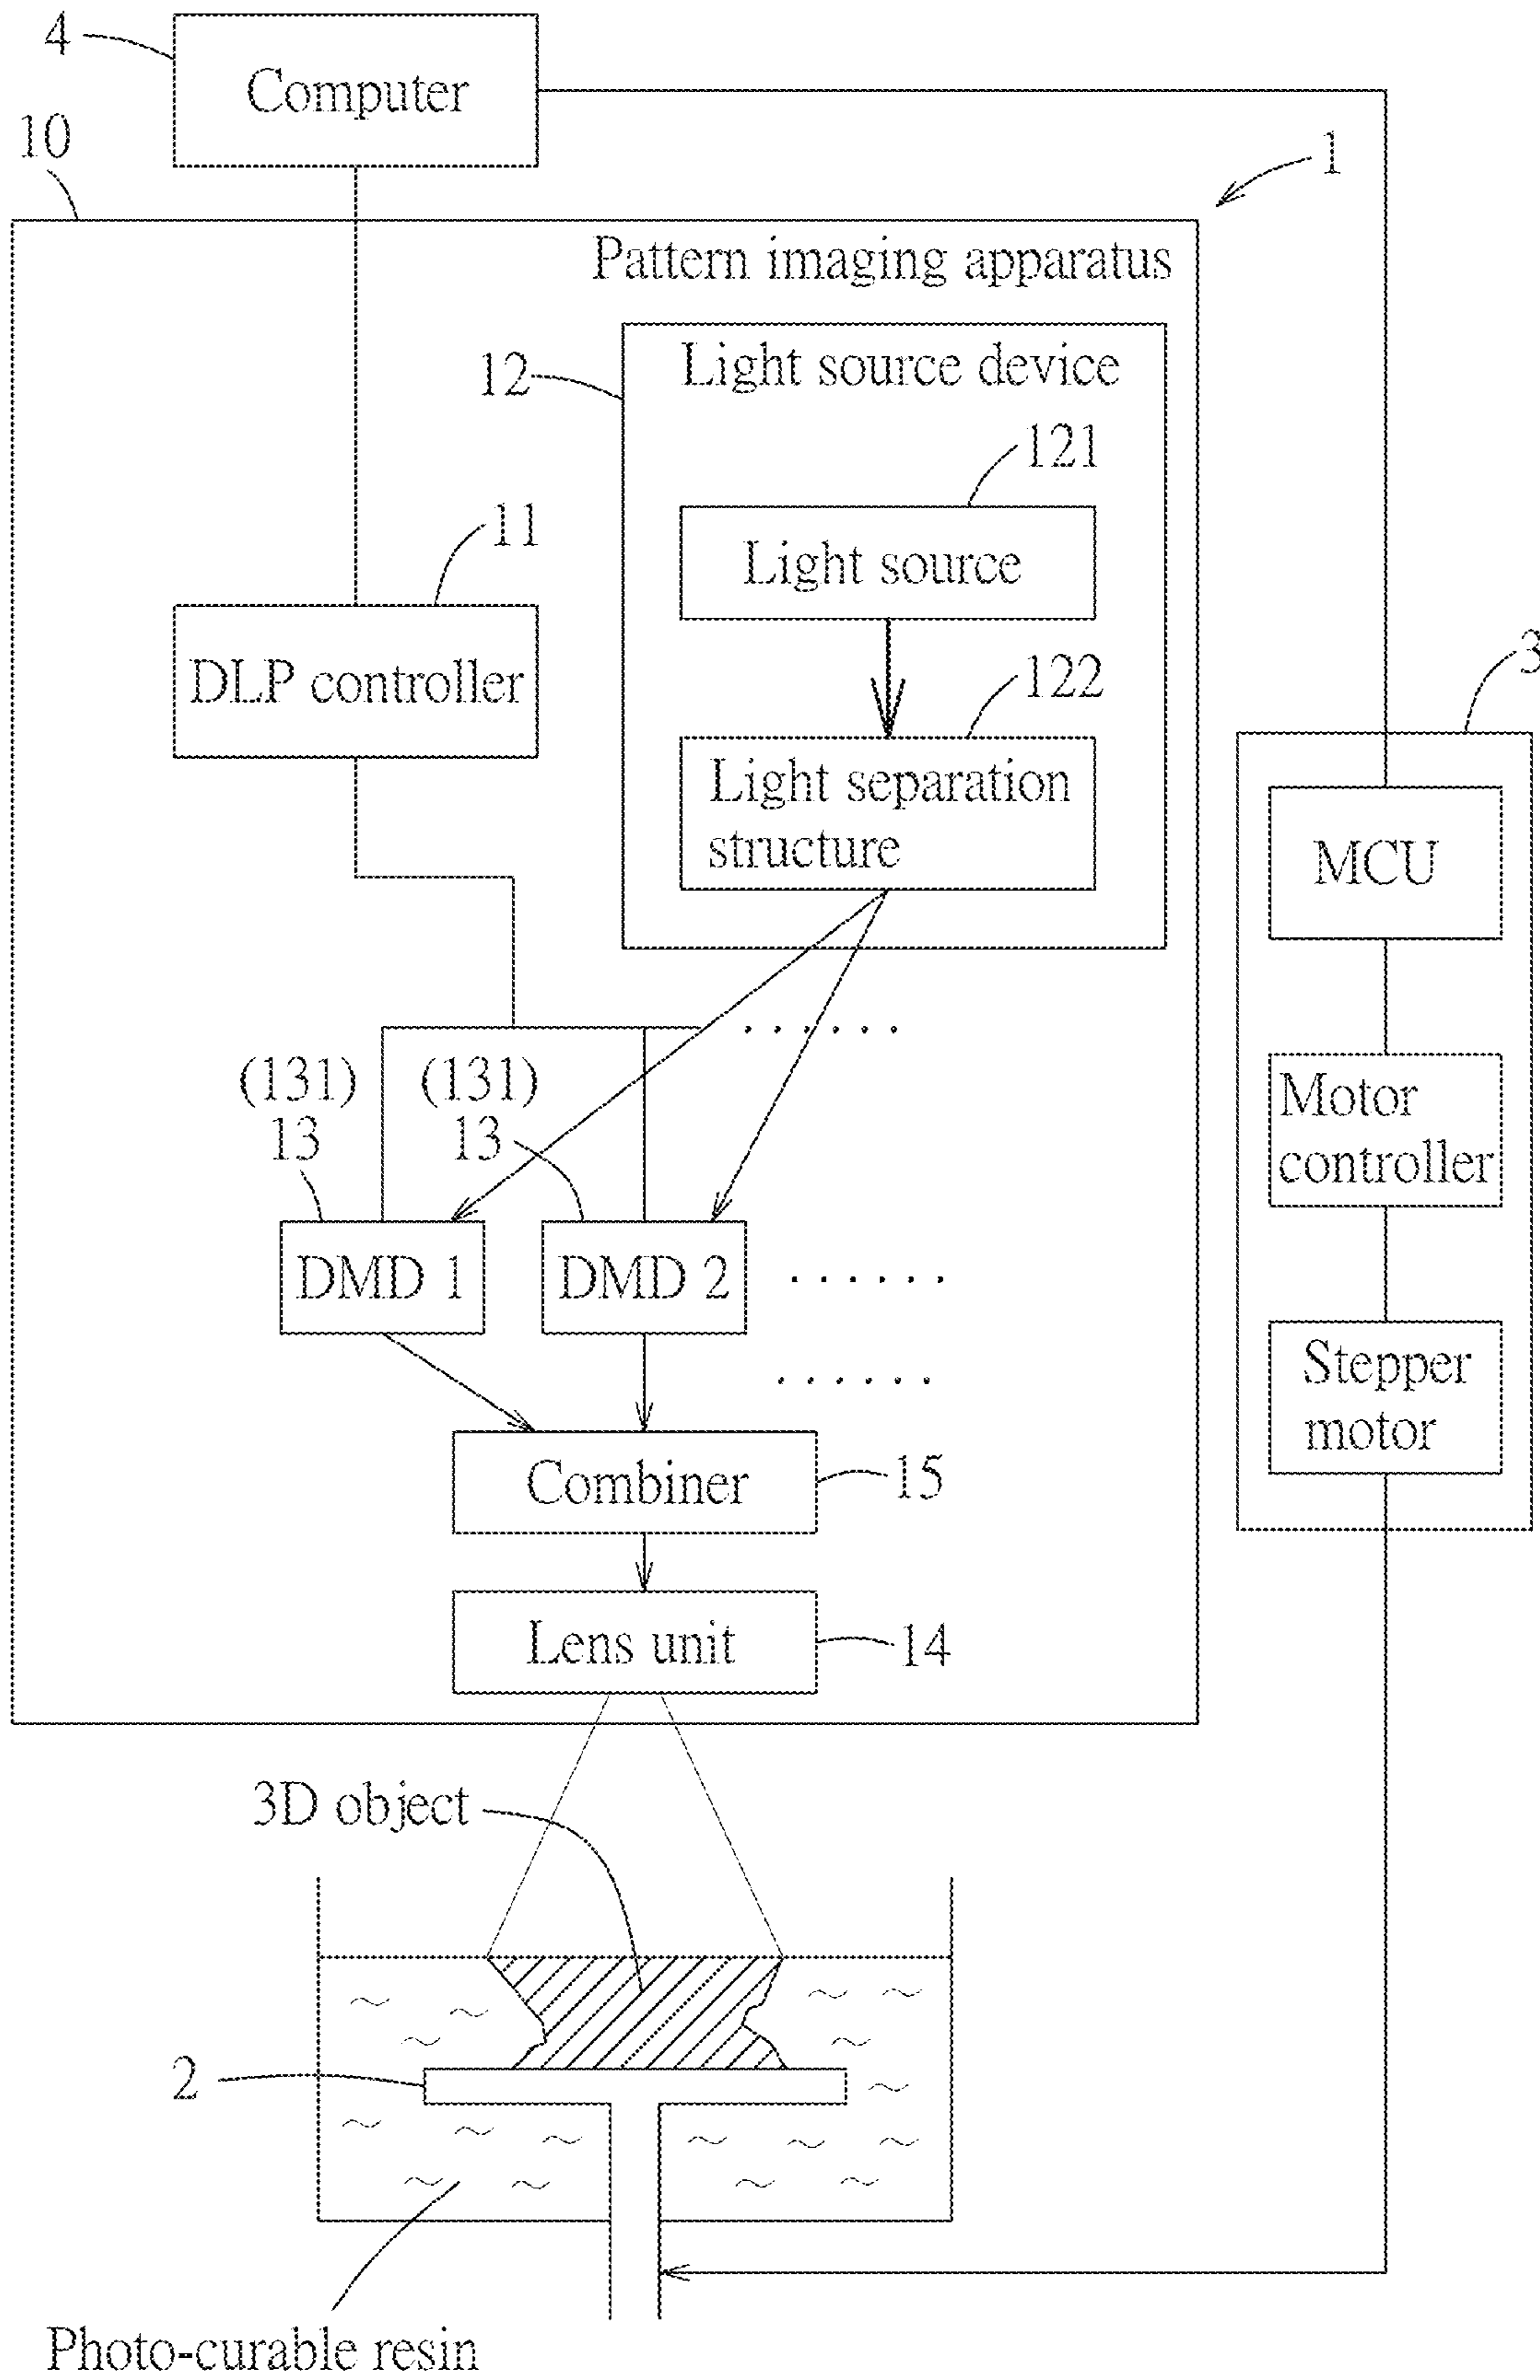 4
Computer
10
1
Pattern imaging apparatus
12
Light source device
121
Light source
11
DLP controller
122
Light separation
structure
3
MCU
(131)
(131)
13
13
Motor
controller
DMD 1
DMD 2
Stepper
motor
Combiner
15
Lens unit
14
3D object
2
Photo-curable resin